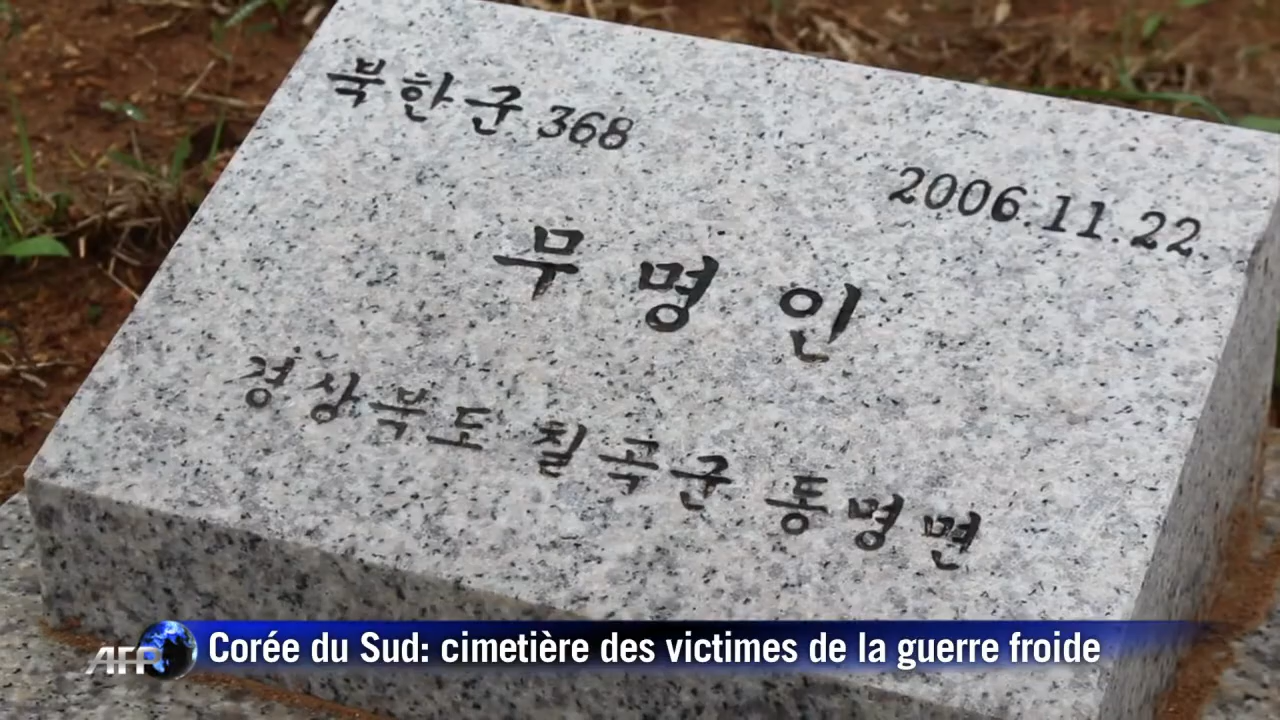 북한군 368
2006.11.22.
무명인
경상북도 칠곡군 동명면
AFP
Corée du Sud: cimetière des victimes de la guerre froide